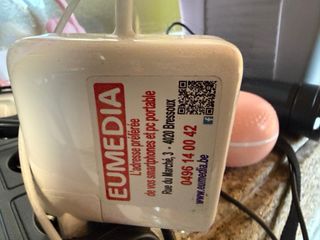 EUMEDIA
L'adresse préférée
de vos smartphones et pc portable
Rue du Marché, 1 - 4020 Bressoux
0496 14 00 42
www.eumedia.be